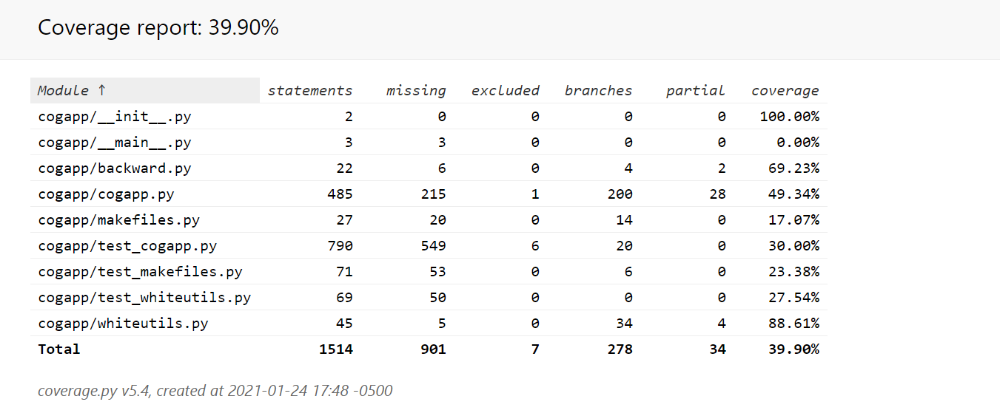 Coverage report: 39.90%
Module ↑ statements missing excluded branches partial coverage
cogapp/__init__.py 2 0 0 0 0 100.00%
cogapp/__main__.py 3 3 0 0 0 0.00%
cogapp/backward.py 22 6 0 4 2 69.23%
cogapp/cogapp.py 485 215 1 200 28 49.34%
cogapp/makefiles.py 27 20 0 14 0 17.07%
cogapp/test_cogapp.py 790 549 6 20 0 30.00%
cogapp/test_makefiles.py 71 53 0 6 0 23.38%
cogapp/test_whiteutils.py 69 50 0 0 0 27.54%
cogapp/whiteutils.py 45 5 0 34 4 88.61%
Total 1514 901 7 278 34 39.90%
coverage.py v5.4, created at 2021-01-24 17:48 -0500